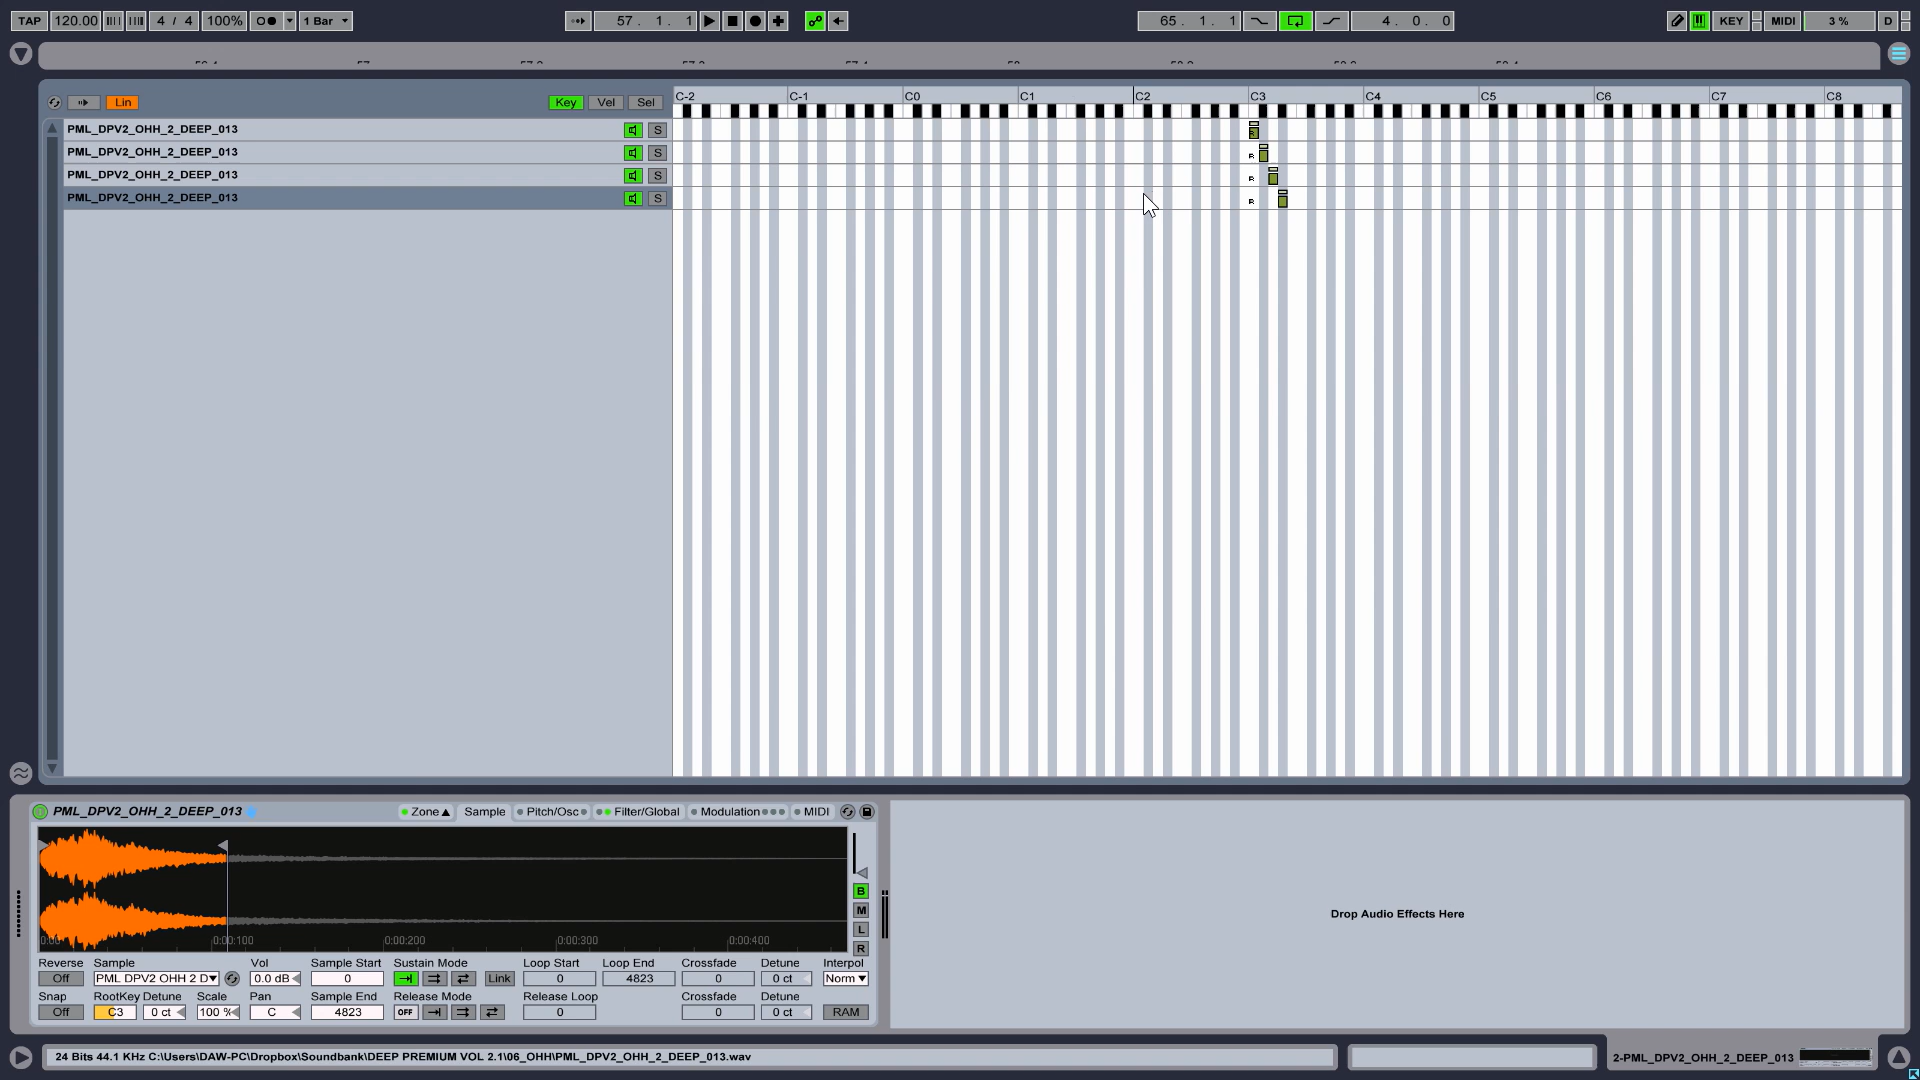 TAP 120.00 4 / 4 100% 1 Bar 57 . 1 . 1 65 . 1 . 1 4 . 0 . 0 KEY MIDI 3 % D
Lin Key Vel Sel C-2 C-1 C0 C1 C2 C3 C4 C5 C6 C7 C8
PML_DPV2_OHH_2_DEEP_013 S
PML_DPV2_OHH_2_DEEP_013 S R
PML_DPV2_OHH_2_DEEP_013 S R
PML_DPV2_OHH_2_DEEP_013 S R
PML_DPV2_OHH_2_DEEP_013 Zone Sample Pitch/Osc Filter/Global Modulation MIDI
B
M
Drop Audio Effects Here
L
0:00 0:00:100 0:00:200 0:00:300 0:00:400 R
Reverse Sample Vol Sample Start Sustain Mode Loop Start Loop End Crossfade Detune Interpol
Off PML DPV2 OHH 2 D 0.0 dB 0 Link 0 4823 0 0 ct Norm
Snap RootKey Detune Scale Pan Sample End Release Mode Release Loop Crossfade Detune
Off C3 0 ct 100 % C 4823 OFF 0 0 0 ct RAM
24 Bits 44.1 KHz C:\Users\DAW-PC\Dropbox\Soundbank\DEEP PREMIUM VOL 2.1\06_OHH\PML_DPV2_OHH_2_DEEP_013.wav 2-PML_DPV2_OHH_2_DEEP_013